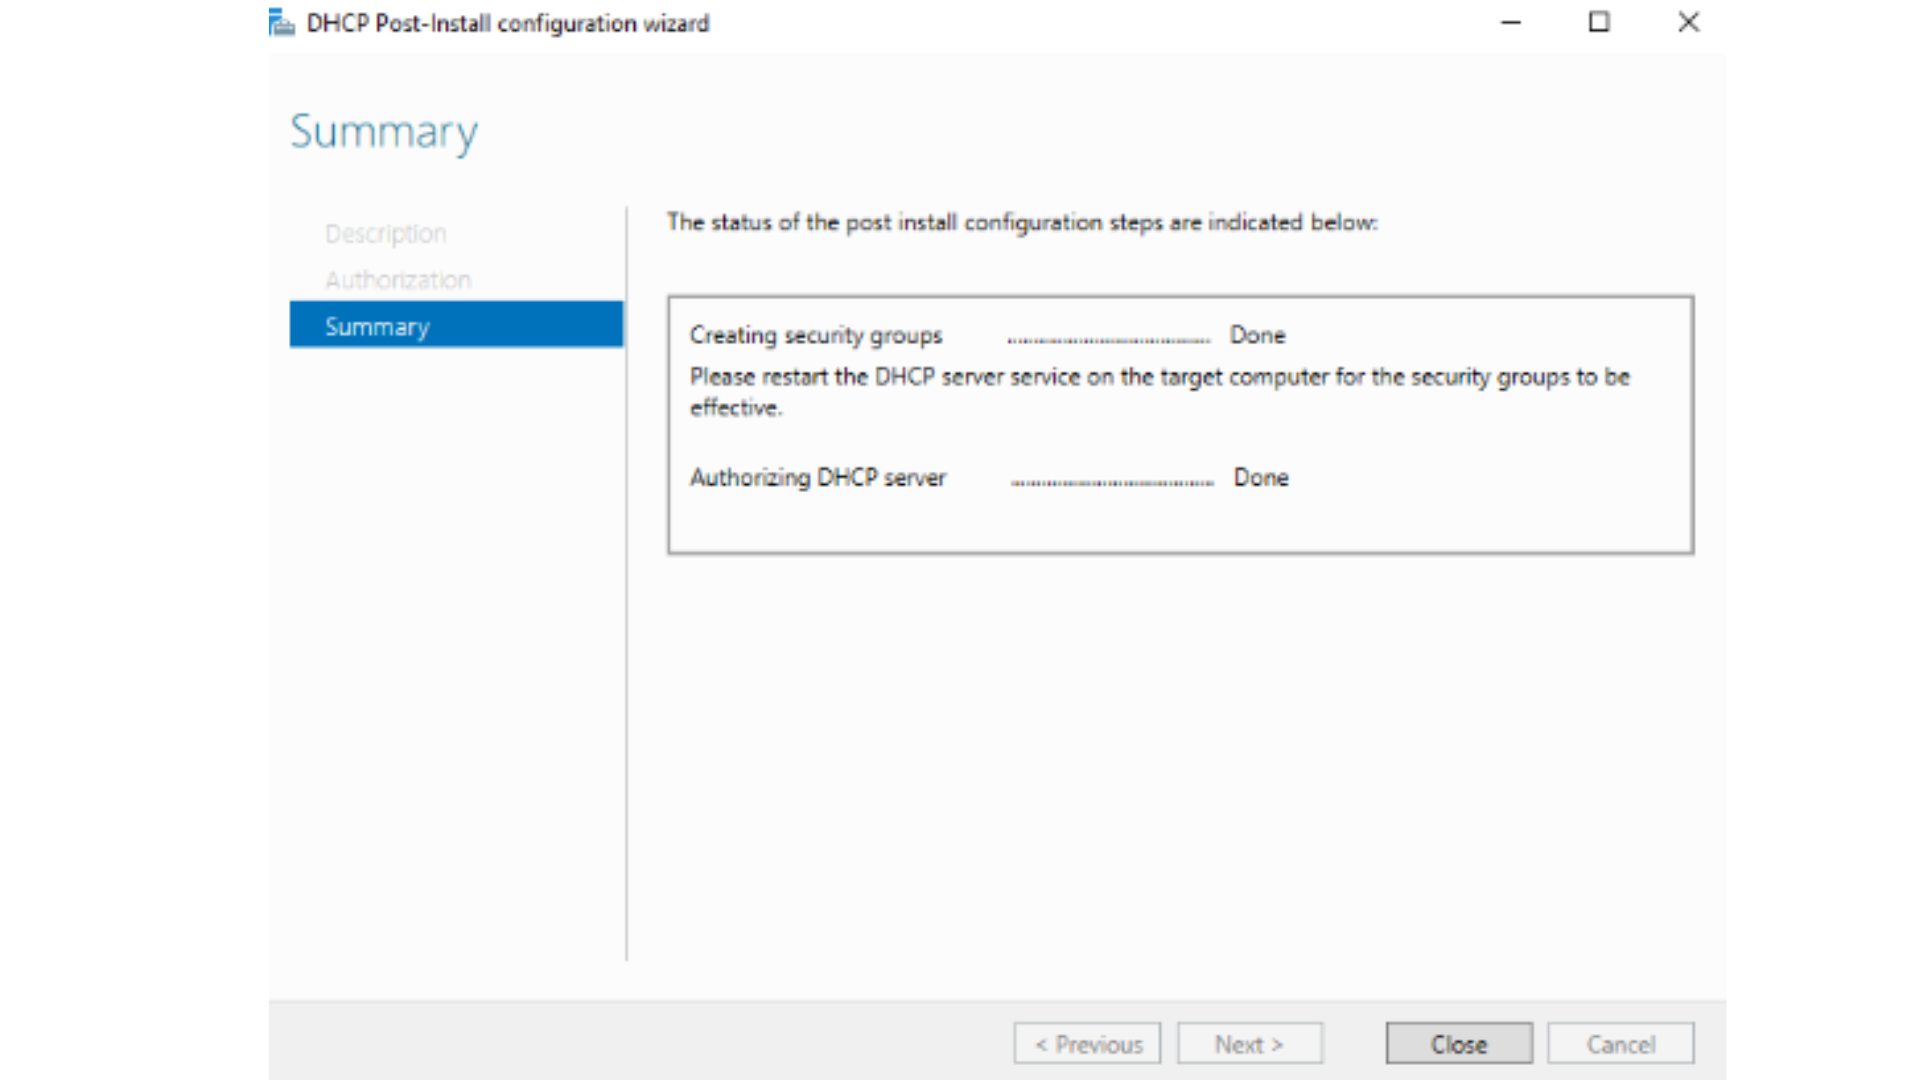 DHCP Post-Install configuration wizard
Summary
Description
Authorization
Summary
The status of the post install configuration steps are indicated below:
Creating security groups ........................................ Done
Please restart the DHCP server service on the target computer for the security groups to be
effective.
Authorizing DHCP server ........................................ Done
< Previous
Next >
Close
Cancel